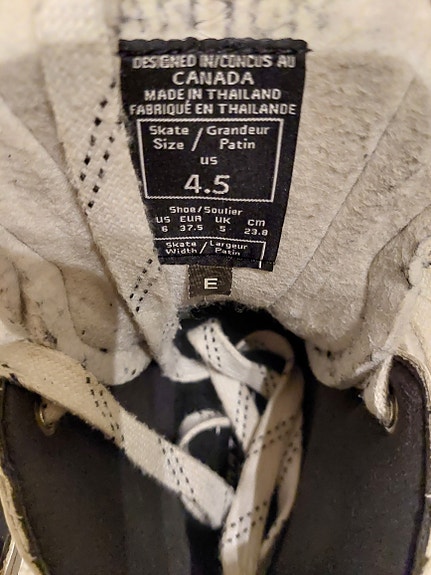 DESIGNED IN/CONCUS AU
CANADA
MADE IN THAILAND
FABRIQUÉ EN THAILANDE
Skate / Grandeur
Size / Patin
US
4.5
Shoe/Soulier
US EUR UK CM
6 37.5 5 23.8
Skate / Largeur
Width / Patin
E